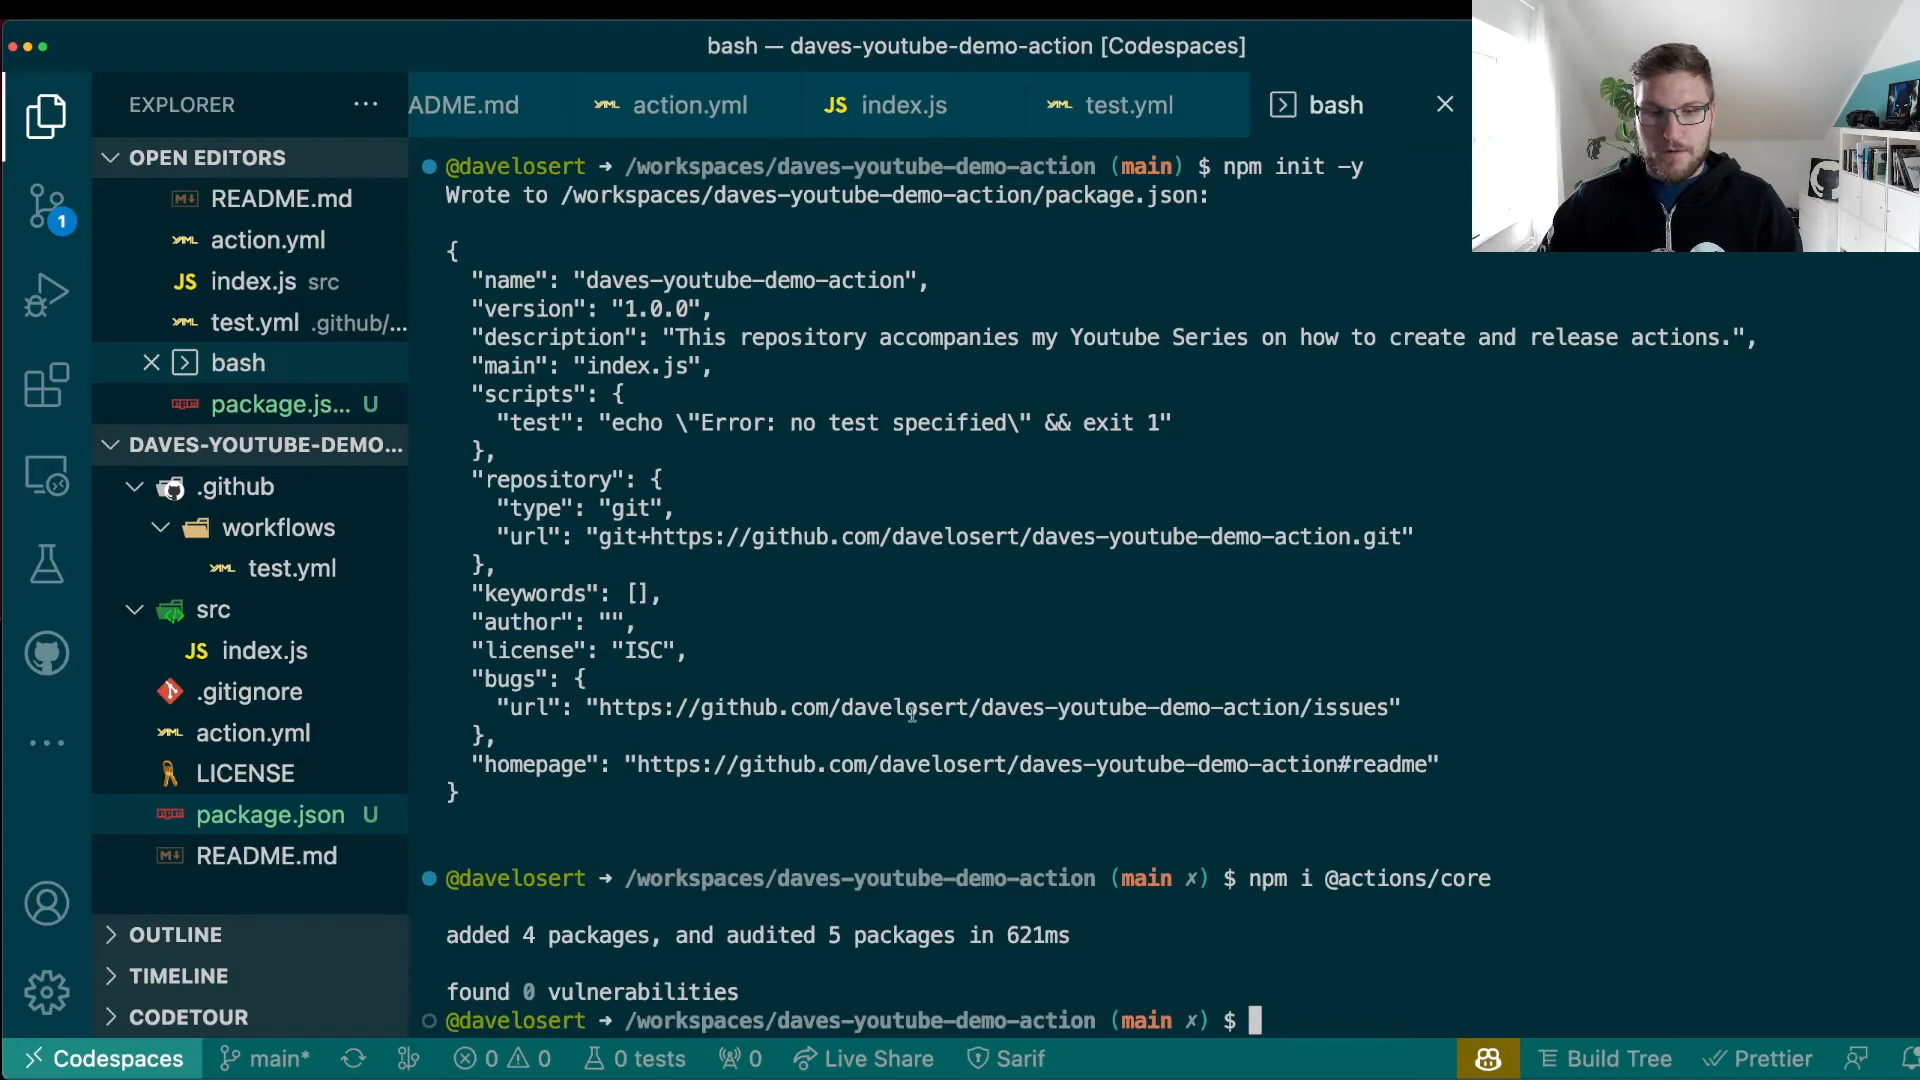 bash — daves-youtube-demo-action [Codespaces]
EXPLORER
ADME.md
action.yml
JS index.js
test.yml
bash
OPEN EDITORS
README.md
action.yml
JS index.js src
test.yml .github/...
bash
package.js... U
DAVES-YOUTUBE-DEMO...
.github
workflows
test.yml
src
JS index.js
.gitignore
action.yml
LICENSE
package.json U
README.md
OUTLINE
TIMELINE
CODETOUR
1
@davelosert ➜ /workspaces/daves-youtube-demo-action (main) $ npm init -y
Wrote to /workspaces/daves-youtube-demo-action/package.json:
{
"name": "daves-youtube-demo-action",
"version": "1.0.0",
"description": "This repository accompanies my Youtube Series on how to create and release actions.",
"main": "index.js",
"scripts": {
"test": "echo \"Error: no test specified\" && exit 1"
},
"repository": {
"type": "git",
"url": "git+https://github.com/davelosert/daves-youtube-demo-action.git"
},
"keywords": [],
"author": "",
"license": "ISC",
"bugs": {
"url": "https://github.com/davelosert/daves-youtube-demo-action/issues"
},
"homepage": "https://github.com/davelosert/daves-youtube-demo-action#readme"
}
@davelosert ➜ /workspaces/daves-youtube-demo-action (main ✗) $ npm i @actions/core
added 4 packages, and audited 5 packages in 621ms
found 0 vulnerabilities
@davelosert ➜ /workspaces/daves-youtube-demo-action (main ✗) $
Codespaces main* 0 0 0 tests 0 Live Share Sarif Build Tree Prettier